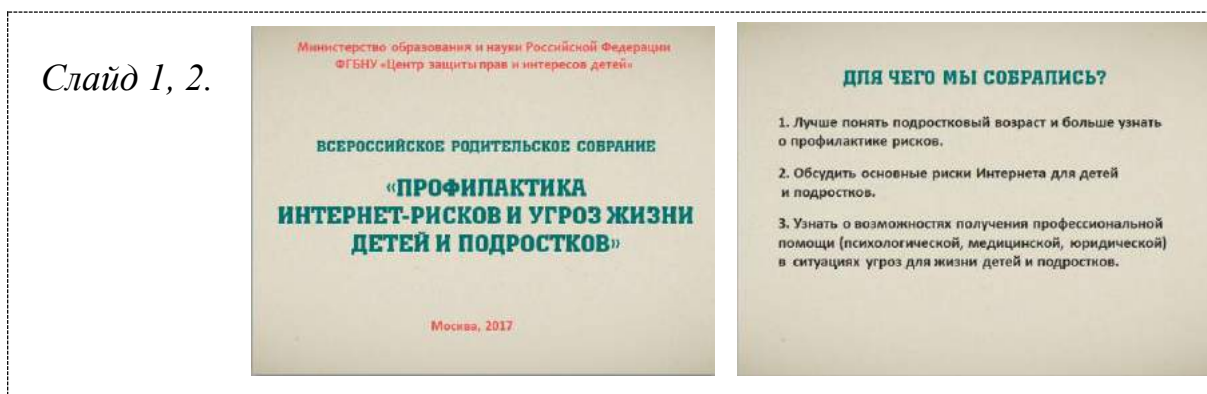 Слайд 1, 2.
Министерство образования и науки Российской Федерации
ФГБНУ «Центр защиты прав и интересов детей»
ВСЕРОССИЙСКОЕ РОДИТЕЛЬСКОЕ СОБРАНИЕ
«ПРОФИЛАКТИКА
ИНТЕРНЕТ-РИСКОВ И УГРОЗ ЖИЗНИ
ДЕТЕЙ И ПОДРОСТКОВ»
Москва, 2017
ДЛЯ ЧЕГО МЫ СОБРАЛИСЬ?
1. Лучше понять подростковый возраст и больше узнать
о профилактике рисков.
2. Обсудить основные риски Интернета для детей
и подростков.
3. Узнать о возможностях получения профессиональной
помощи (психологической, медицинской, юридической)
в ситуациях угроз для жизни детей и подростков.